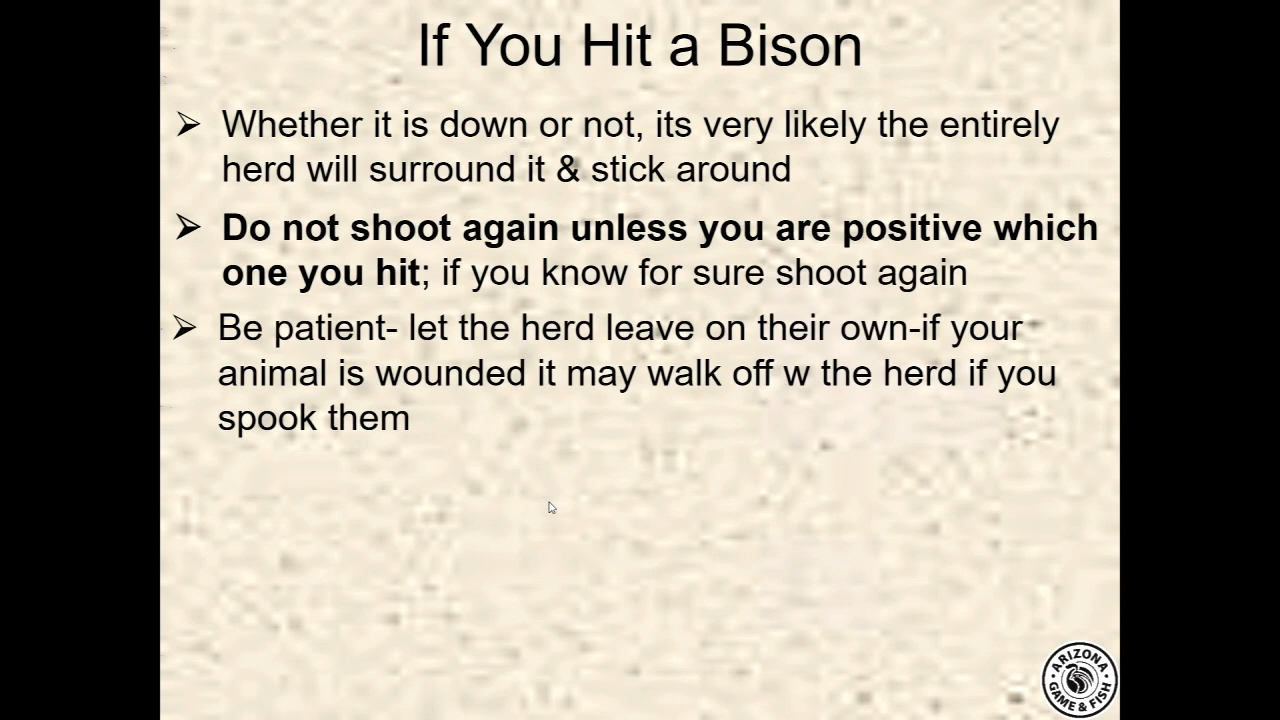 If You Hit a Bison
➢ Whether it is down or not, its very likely the entirely
herd will surround it & stick around
➢ Do not shoot again unless you are positive which
one you hit; if you know for sure shoot again
➢ Be patient- let the herd leave on their own-if your
animal is wounded it may walk off w the herd if you
spook them
ARIZONA
GAME & FISH